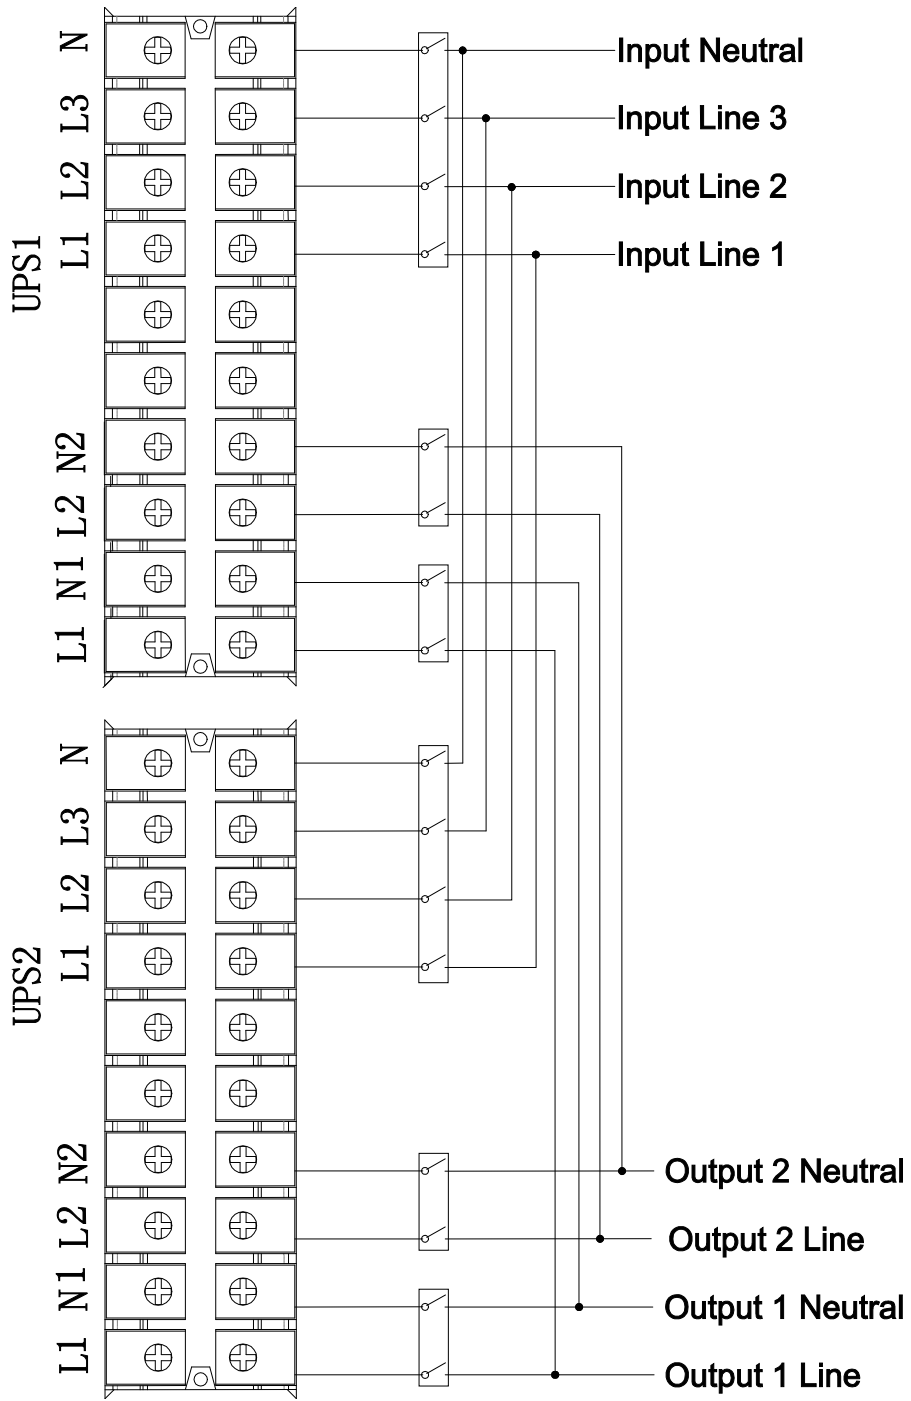 UPS1
N
L3
L2
L1
N2
L2
N1
L1
Input Neutral
Input Line 3
Input Line 2
Input Line 1
UPS2
N
L3
L2
L1
N2
L2
N1
L1
Output 2 Neutral
Output 2 Line
Output 1 Neutral
Output 1 Line